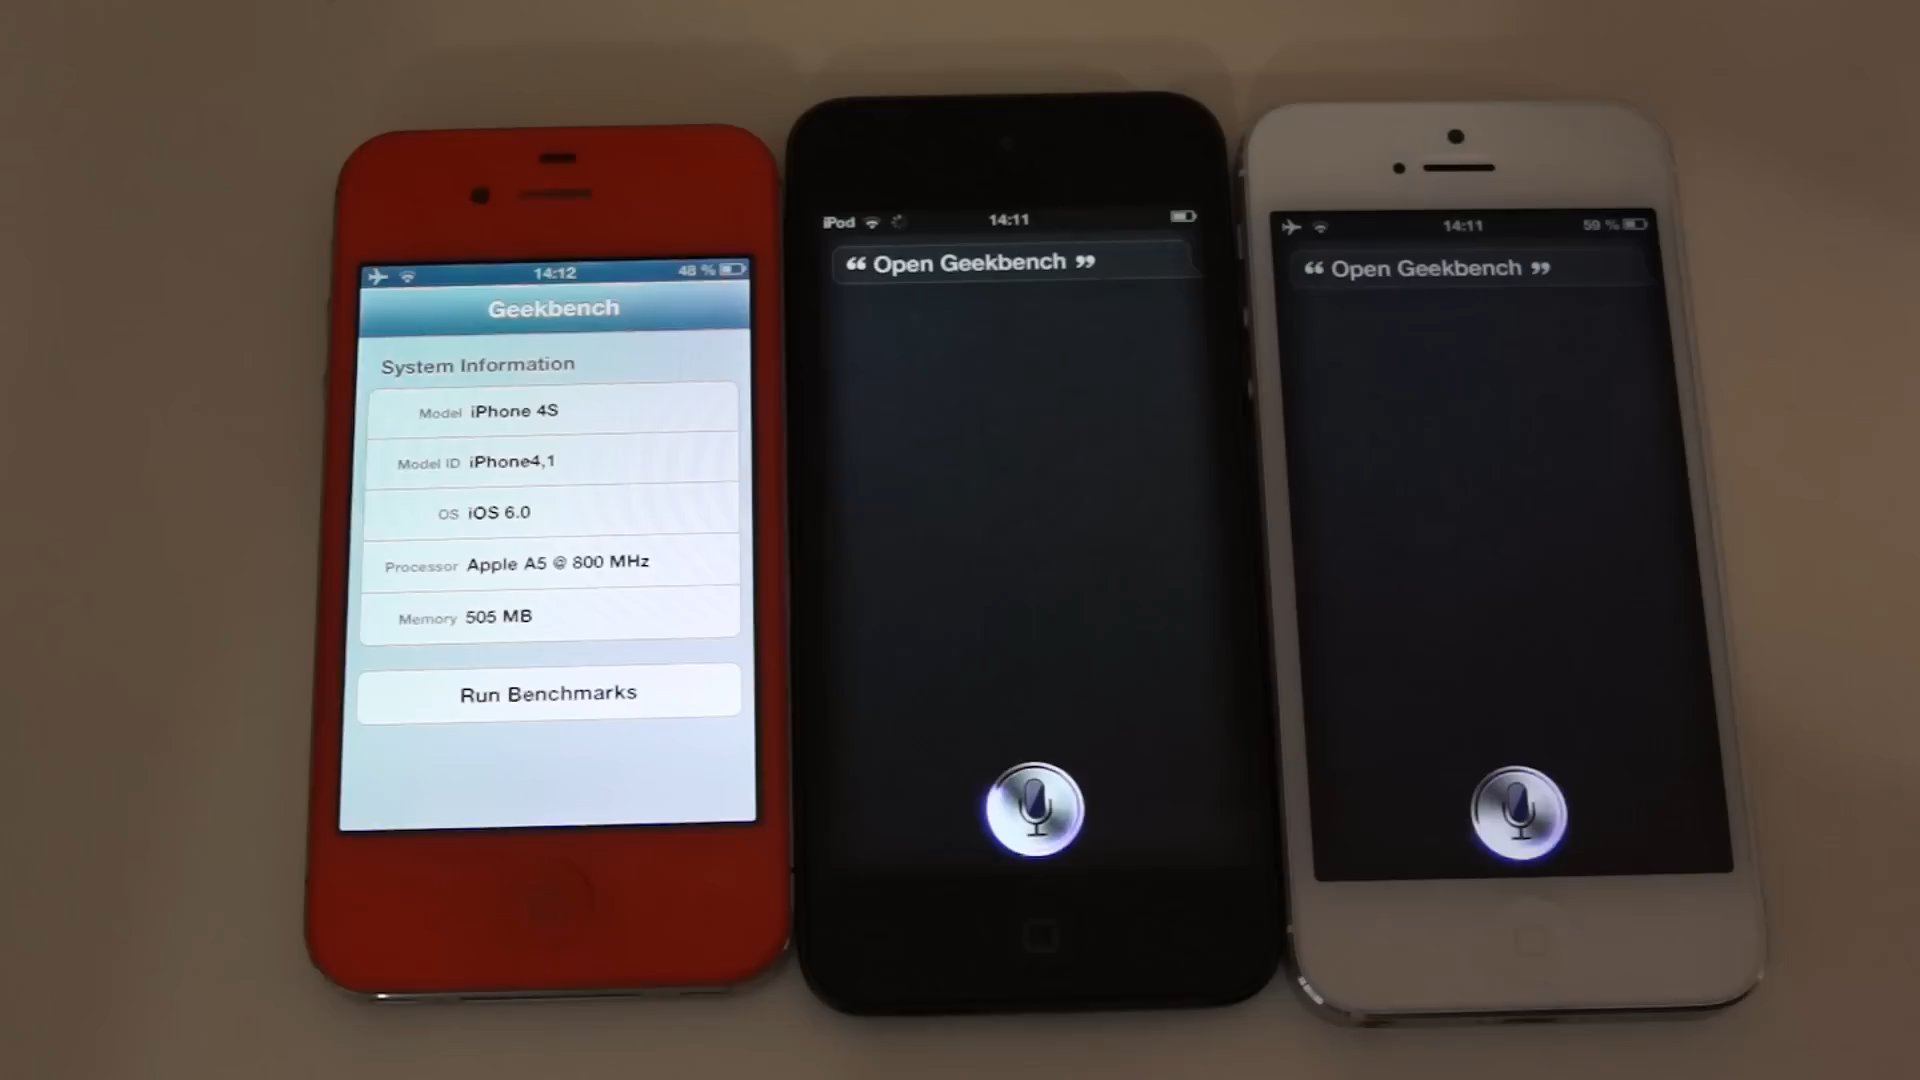 14:12
48 %
Geekbench
System Information
Model iPhone 4S
Model ID iPhone4,1
OS iOS 6.0
Processor Apple A5 @ 800 MHz
Memory 505 MB
Run Benchmarks
iPod
14:11
“ Open Geekbench ”
14:11
59 %
“ Open Geekbench ”